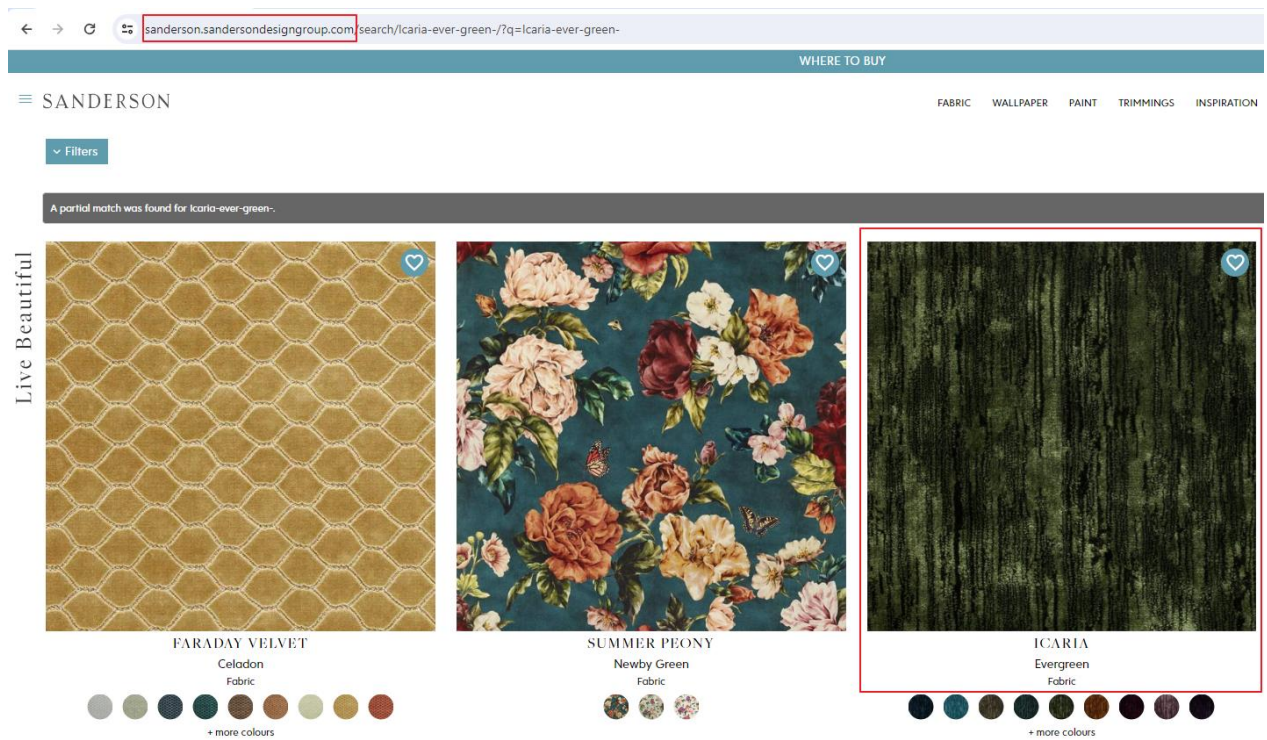 sanderson.sandersondesigngroup.com/search/Icaria-ever-green-/?q=Icaria-ever-green-
WHERE TO BUY
SANDERSON
FABRIC WALLPAPER PAINT TRIMMINGS INSPIRATION
Filters
A partial match was found for Icaria-ever-green-.
Live Beautiful
FARADAY VELVET
Celadon
Fabric
+ more colours
SUMMER PEONY
Newby Green
Fabric
ICARIA
Evergreen
Fabric
+ more colours